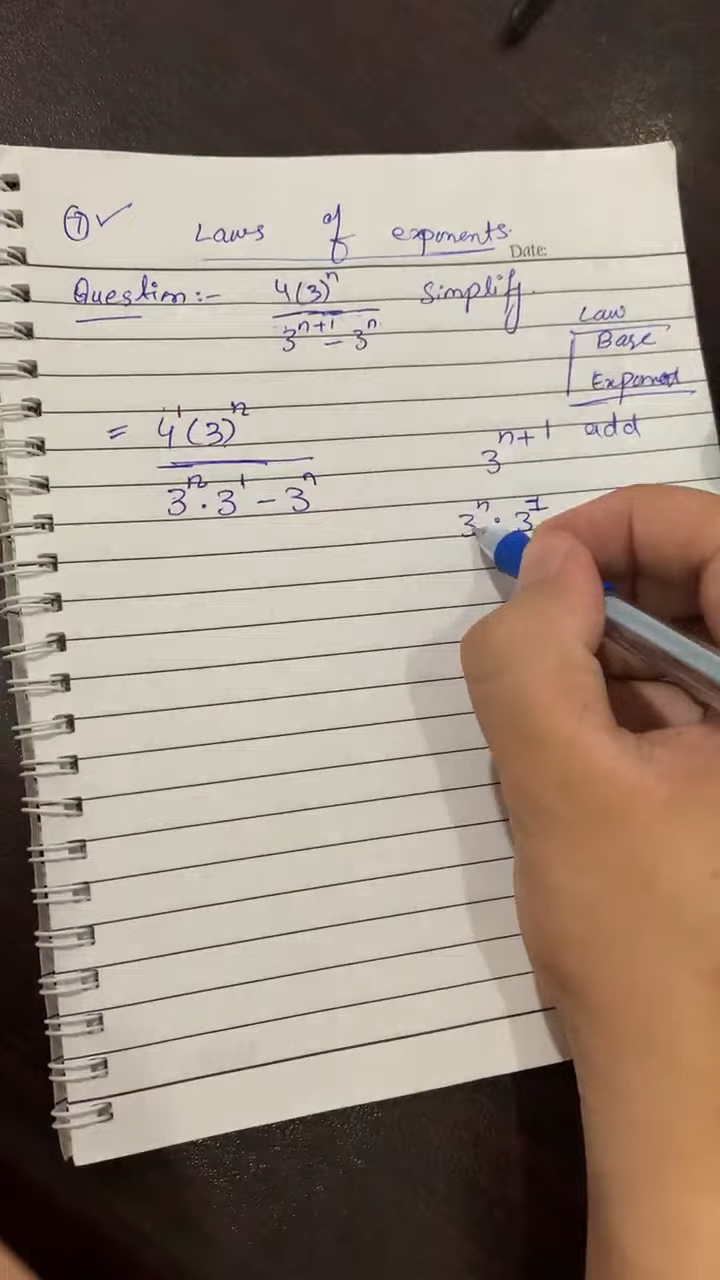 ⑦✓ Laws of exponents.
Date:
Question:- 4(3)^n / 3^{n+1} - 3^n Simplify.
Law
Base
Exponent
add
= 4^1(3)^n / 3^n · 3^1 - 3^n
3^{n+1}
3^n · 3^1